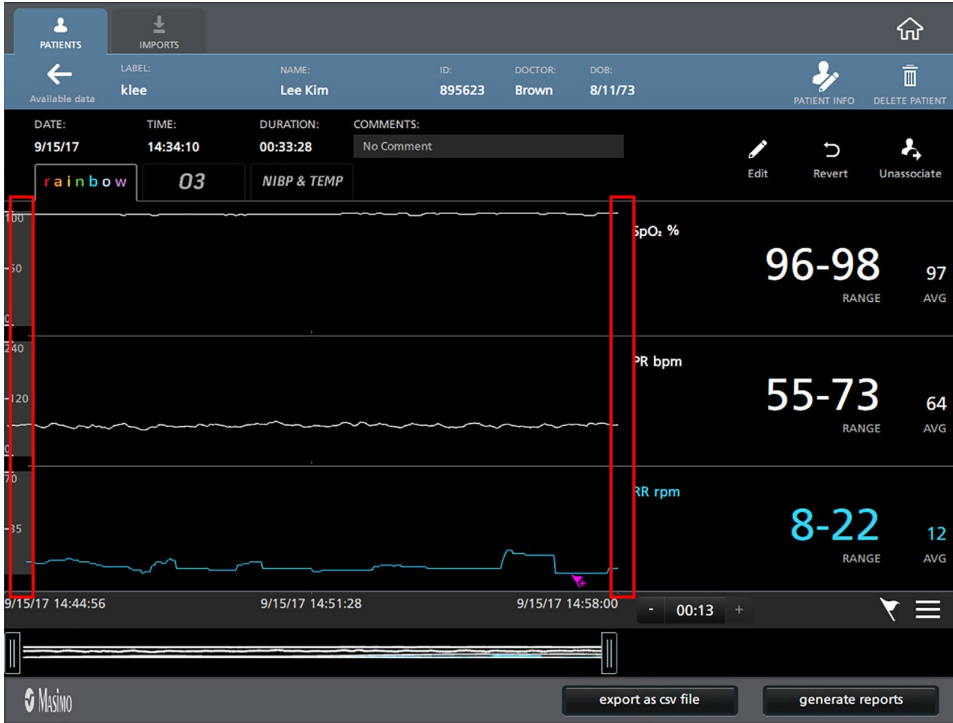 PATIENTS
IMPORTS
Available data
LABEL:
klee
NAME:
Lee Kim
ID:
895623
DOCTOR:
Brown
DOB:
8/11/73
PATIENT INFO
DELETE PATIENT
DATE:
9/15/17
TIME:
14:34:10
DURATION:
00:33:28
COMMENTS:
No Comment
Edit
Revert
Unassociate
rainbow
O3
NIBP & TEMP
100
50
0
SpO₂ %
96-98
RANGE
97
AVG
240
120
0
PR bpm
55-73
RANGE
64
AVG
70
35
RR rpm
8-22
RANGE
12
AVG
9/15/17 14:44:56
9/15/17 14:51:28
9/15/17 14:58:00
- 00:13 +
Masimo
export as csv file
generate reports